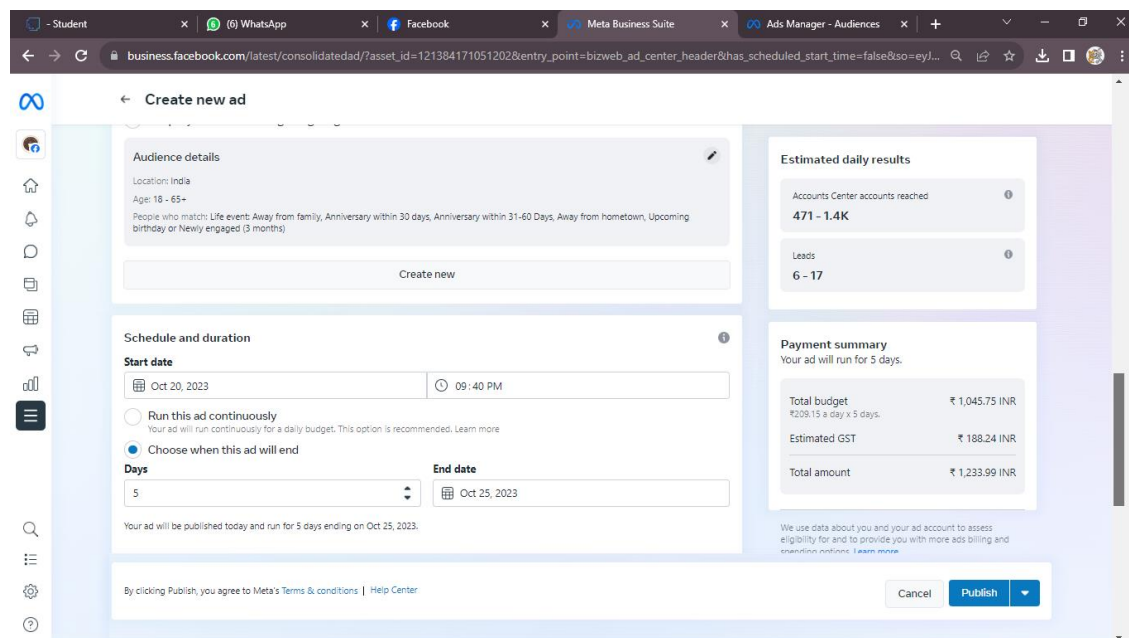 - Student
(6) WhatsApp
Facebook
Meta Business Suite
Ads Manager - Audiences
business.facebook.com/latest/consolidatedad/?asset_id=121384171051202&entry_point=bizweb_ad_center_header&has_scheduled_start_time=false&so=eyJ...
Create new ad
Audience details
Location: India
Age: 18 - 65+
People who match: Life event: Away from family, Anniversary within 30 days, Anniversary within 31-60 Days, Away from hometown, Upcoming
birthday or Newly engaged (3 months)
Create new
Schedule and duration
Start date
Oct 20, 2023
09:40 PM
Run this ad continuously
Your ad will run continuously for a daily budget. This option is recommended. Learn more
Choose when this ad will end
Days
End date
5
Oct 25, 2023
Your ad will be published today and run for 5 days ending on Oct 25, 2023.
Estimated daily results
Accounts Center accounts reached
471 - 1.4K
Leads
6 - 17
Payment summary
Your ad will run for 5 days.
Total budget
₹ 1,045.75 INR
₹209.15 a day x 5 days.
Estimated GST
₹ 188.24 INR
Total amount
₹ 1,233.99 INR
We use data about you and your ad account to assess
eligibility for and to provide you with more ads billing and
spending options. Learn more
By clicking Publish, you agree to Meta's Terms & conditions | Help Center
Cancel
Publish